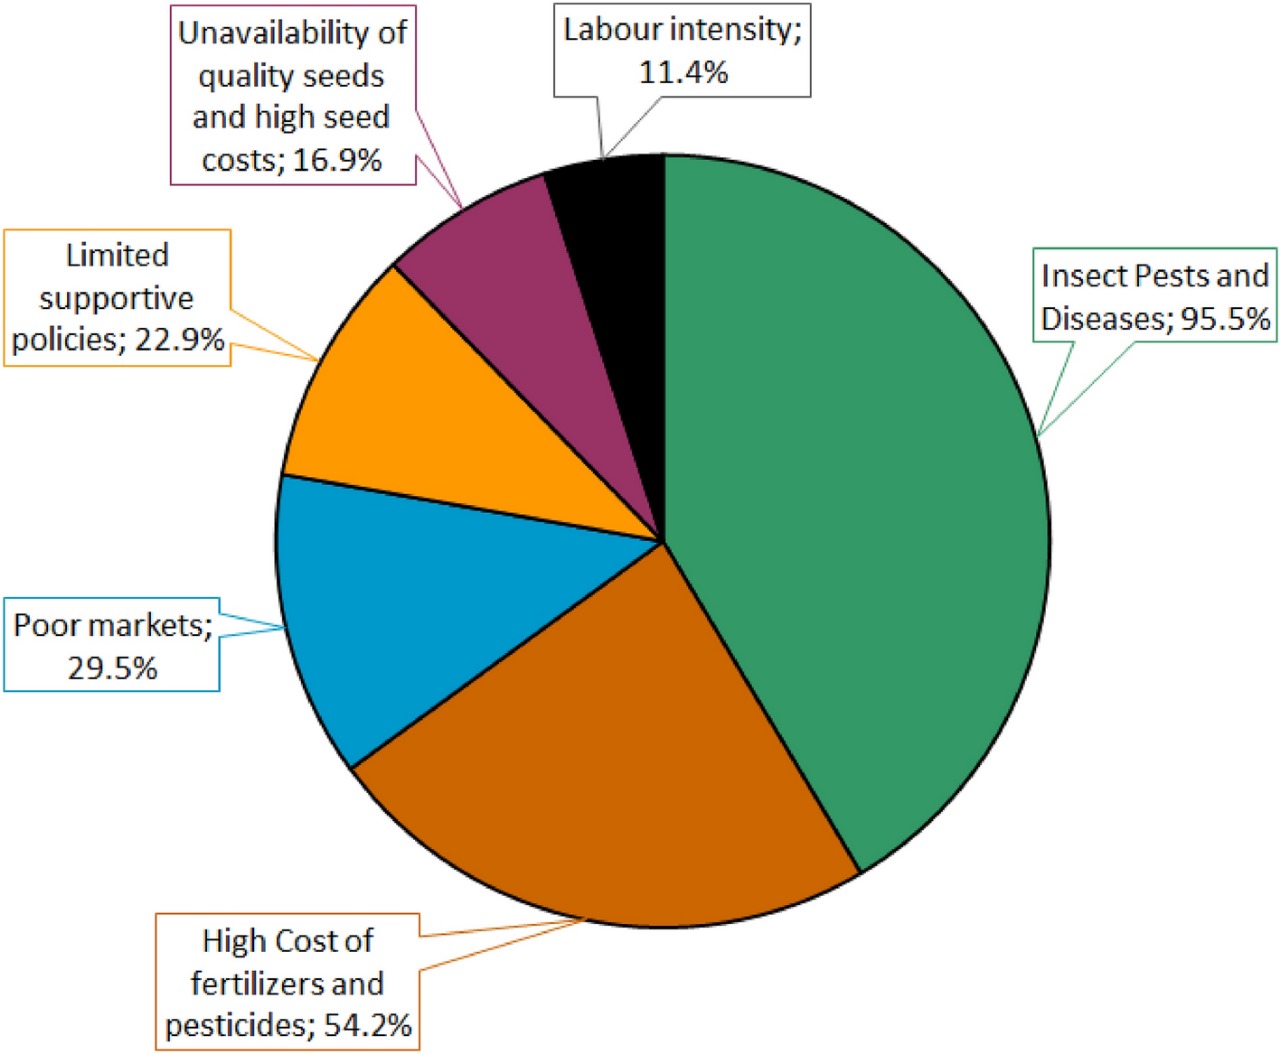 Unavailability of
quality seeds
and high seed
costs; 16.9%
Labour intensity;
11.4%
Limited
supportive
policies; 22.9%
Insect Pests and
Diseases; 95.5%
Poor markets;
29.5%
High Cost of
fertilizers and
pesticides; 54.2%